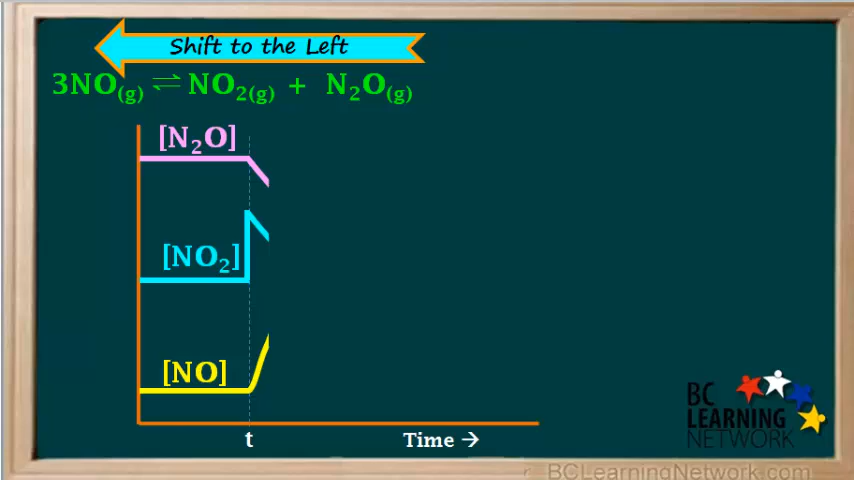 Shift to the Left
3NO(g) ⇌ NO2(g) + N2O(g)
[N2O]
[NO2]
[NO]
t
Time →
BC
LEARNING
NETWORK
BCLearningNetwork.com